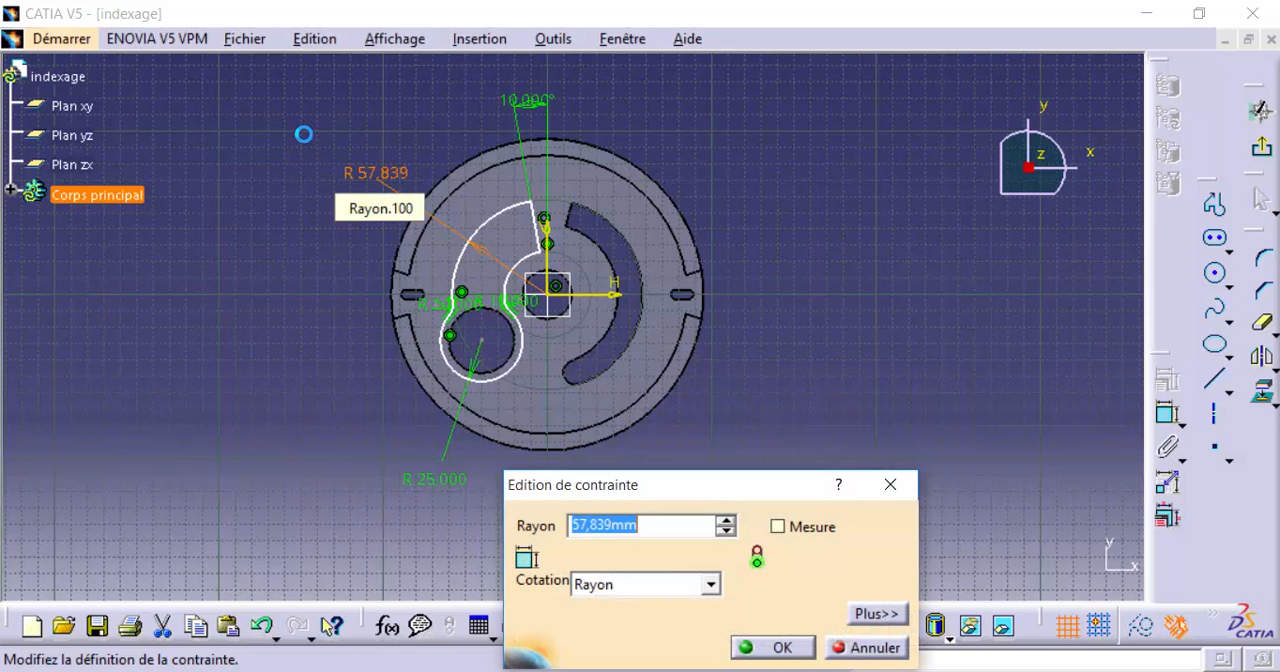 CATIA V5 - [indexage]
Démarrer ENOVIA V5 VPM Fichier Edition Affichage Insertion Outils Fenêtre Aide
indexage
Plan xy
Plan yz
Plan zx
Corps principal
10,000°
R 57,839
Rayon.100
H
R 25,000
y
x
z
y
x
Edition de contrainte ?
Rayon 57,839mm Mesure
Cotation Rayon
Plus>>
OK Annuler
f(x)
CATIA
Modifiez la définition de la contrainte.